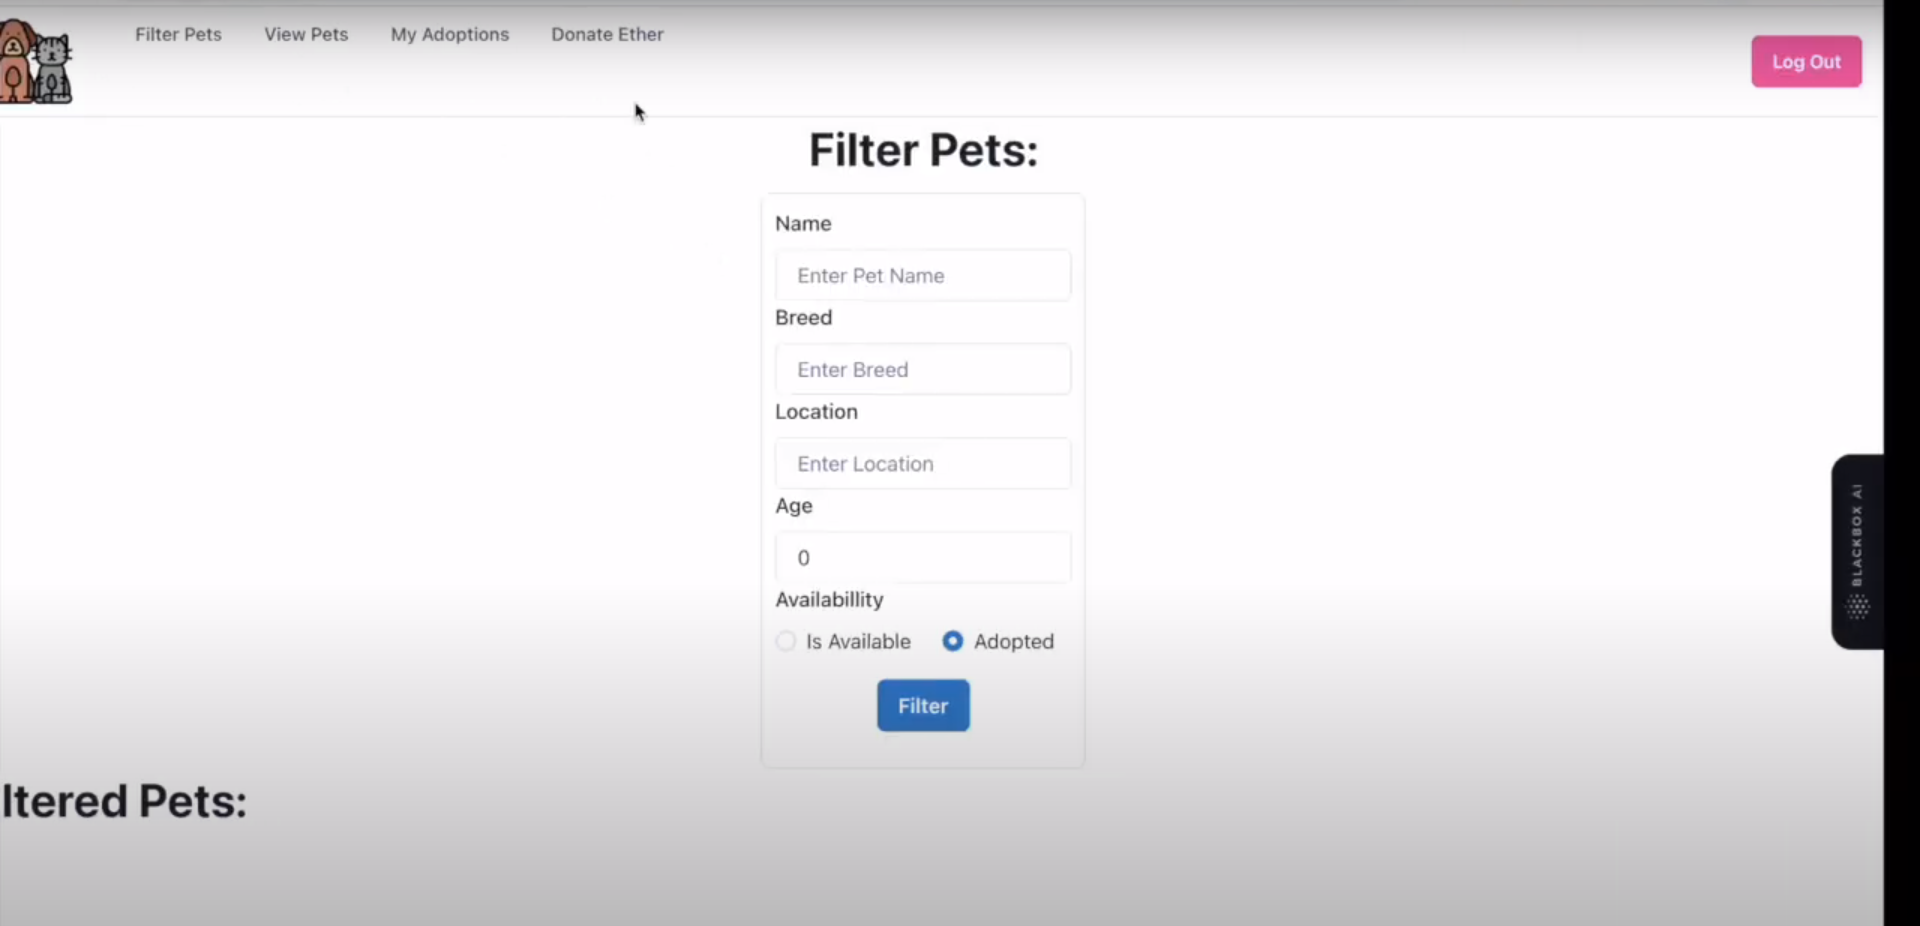 Filter Pets View Pets My Adoptions Donate Ether
Log Out
Filter Pets:
Name
Enter Pet Name
Breed
Enter Breed
Location
Enter Location
Age
0
Availabillity
Is Available Adopted
Filter
ltered Pets:
BLACKBOX AI